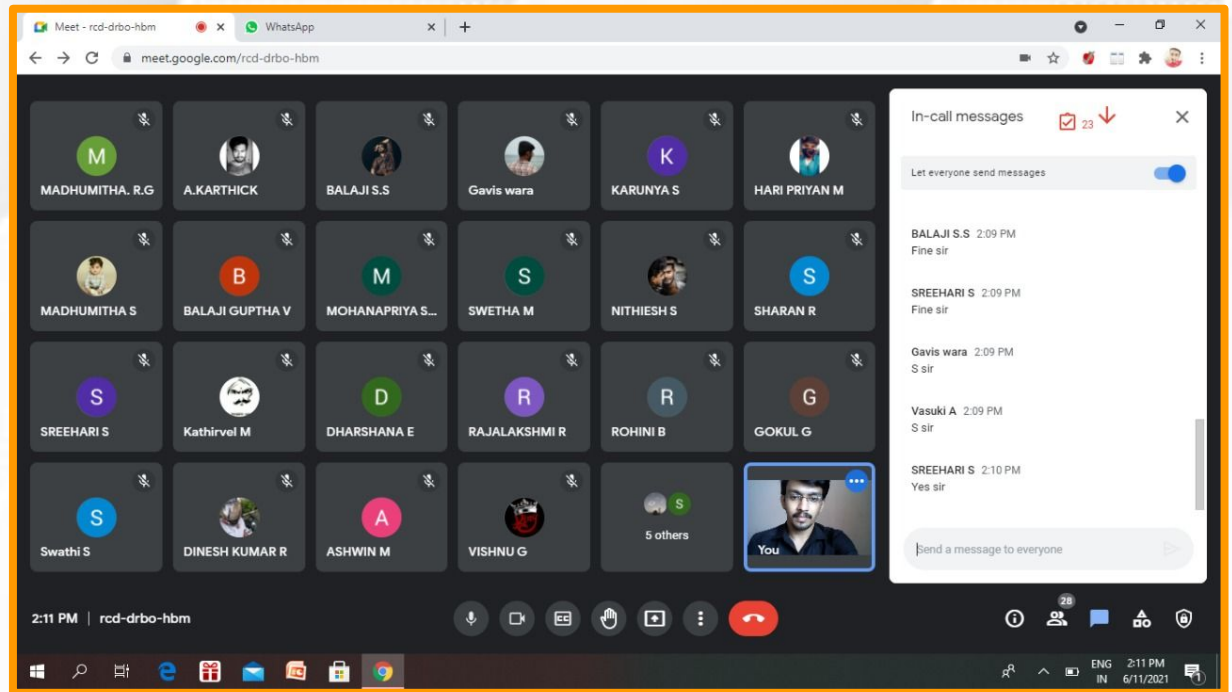 Meet - rcd-drbo-hbm
WhatsApp
meet.google.com/rcd-drbo-hbm
M
MADHUMITHA. R.G
A.KARTHICK
BALAJI S.S
Gavis wara
K
KARUNYA S
HARI PRIYAN M
MADHUMITHA S
B
BALAJI GUPTHA V
M
MOHANAPRIYA S...
S
SWETHA M
NITHIESH S
S
SHARAN R
S
SREEHARI S
Kathirvel M
D
DHARSHANA E
R
RAJALAKSHMI R
R
ROHINI B
G
GOKUL G
S
Swathi S
DINESH KUMAR R
A
ASHWIN M
VISHNU G
S
5 others
You
In-call messages
23
Let everyone send messages
BALAJI S.S 2:09 PM
Fine sir
SREEHARI S 2:09 PM
Fine sir
Gavis wara 2:09 PM
S sir
Vasuki A 2:09 PM
S sir
SREEHARI S 2:10 PM
Yes sir
Send a message to everyone
2:11 PM | rcd-drbo-hbm
28
ENG 2:11 PM
IN 6/11/2021
1